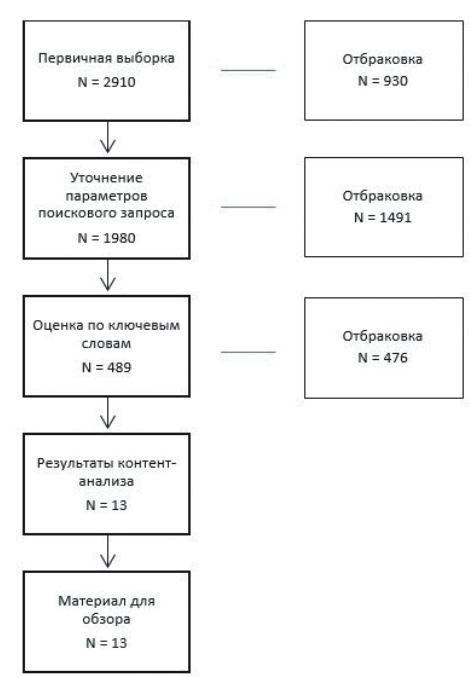 Первичная выборка
N = 2910
Отбраковка
N = 930
Уточнение
параметров
поискового запроса
N = 1980
Отбраковка
N = 1491
Оценка по ключевым
словам
N = 489
Отбраковка
N = 476
Результаты контент-
анализа
N = 13
Материал для
обзора
N = 13